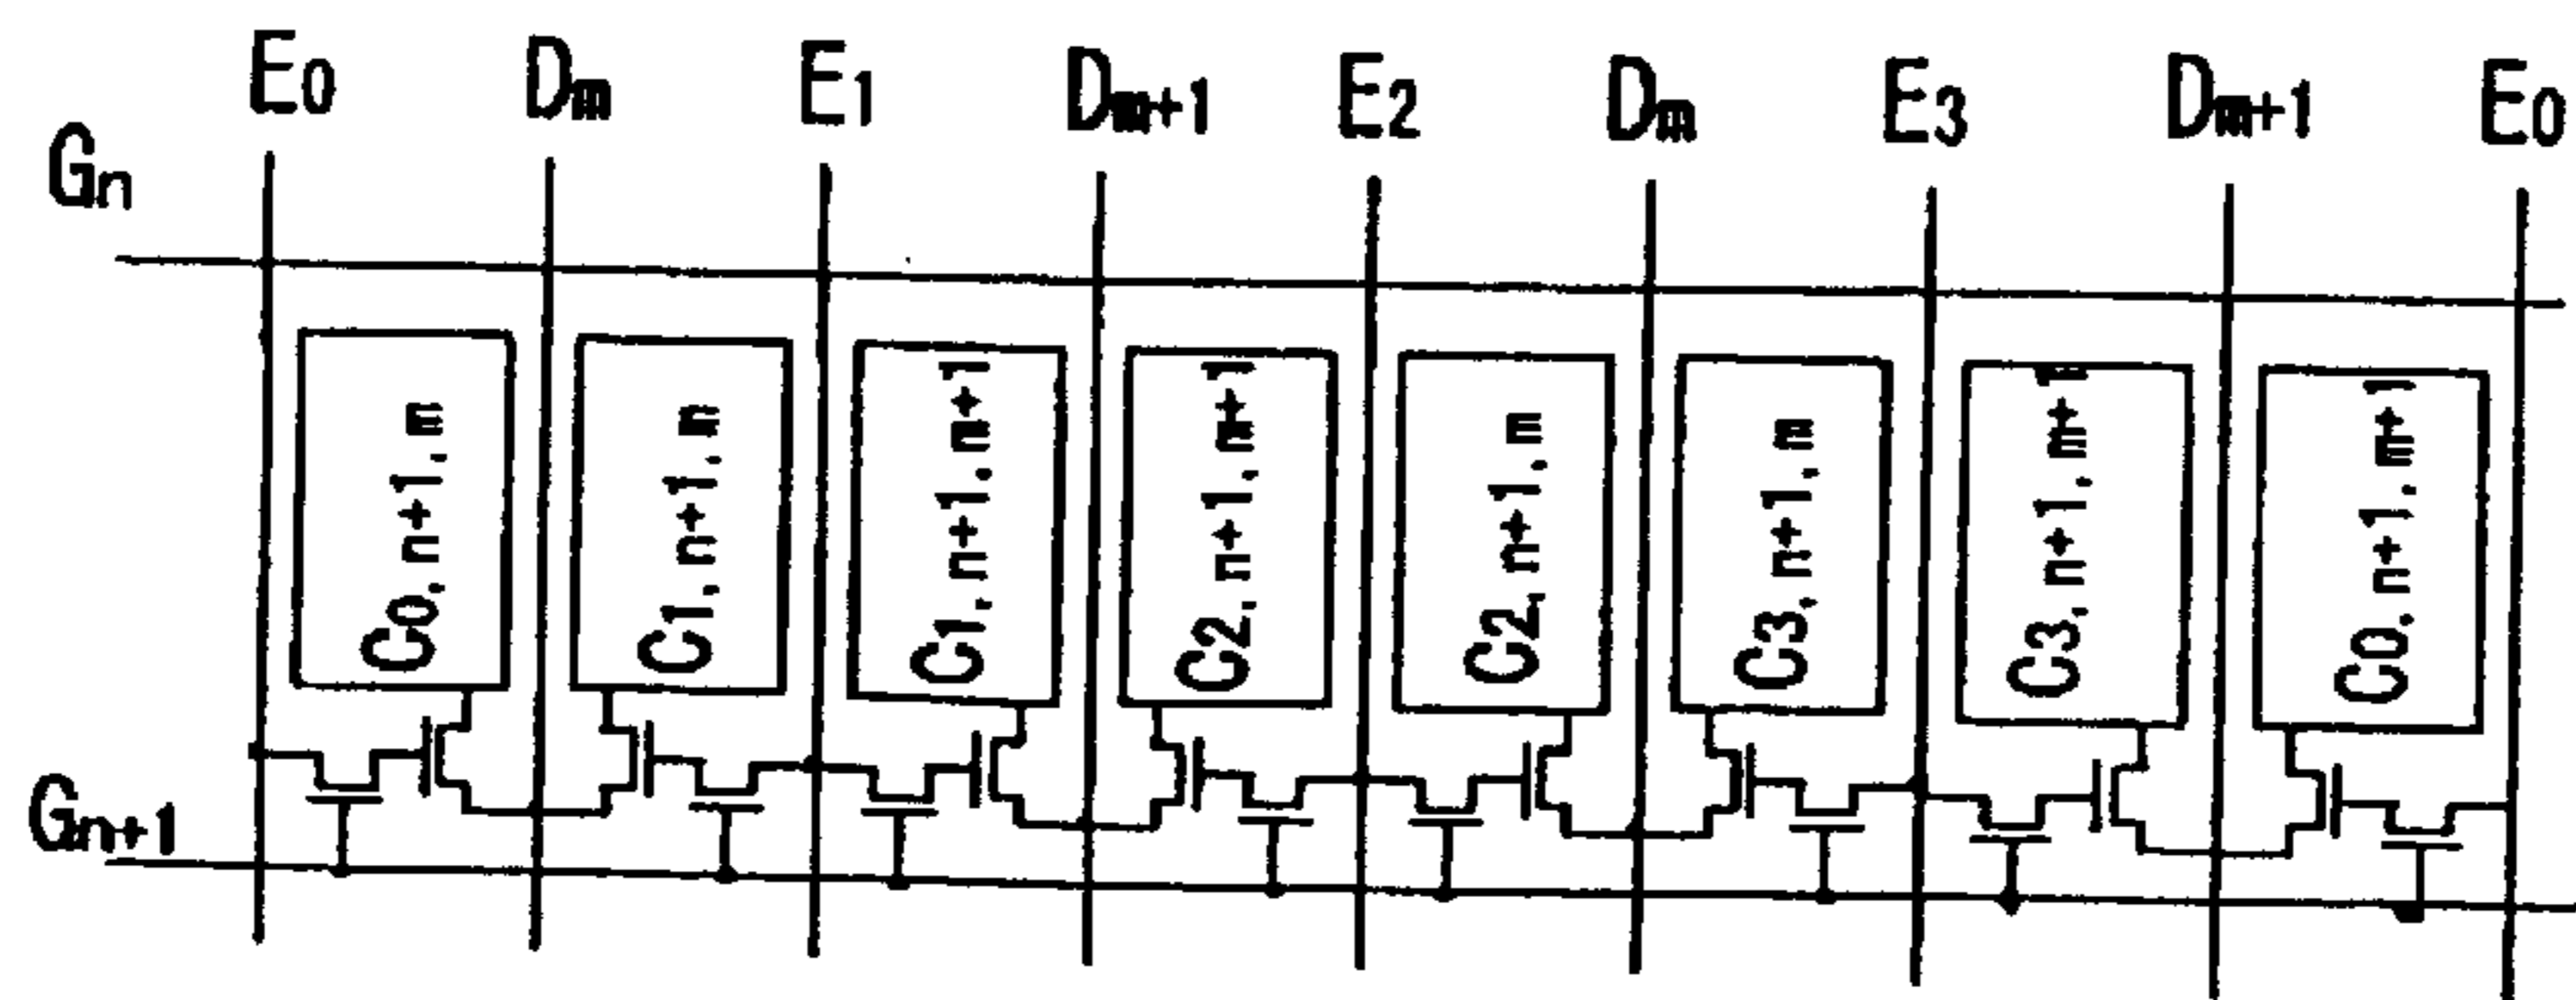 E0 Dm E1 Dm+1 E2 Dm E3 Dm+1 E0
Gn
C0, n+1, m
C1, n+1, m
C1, n+1, m+1
C2, n+1, m+1
C2, n+1, m
C3, n+1, m
C3, n+1, m+1
C0, n+1, m+1
Gn+1